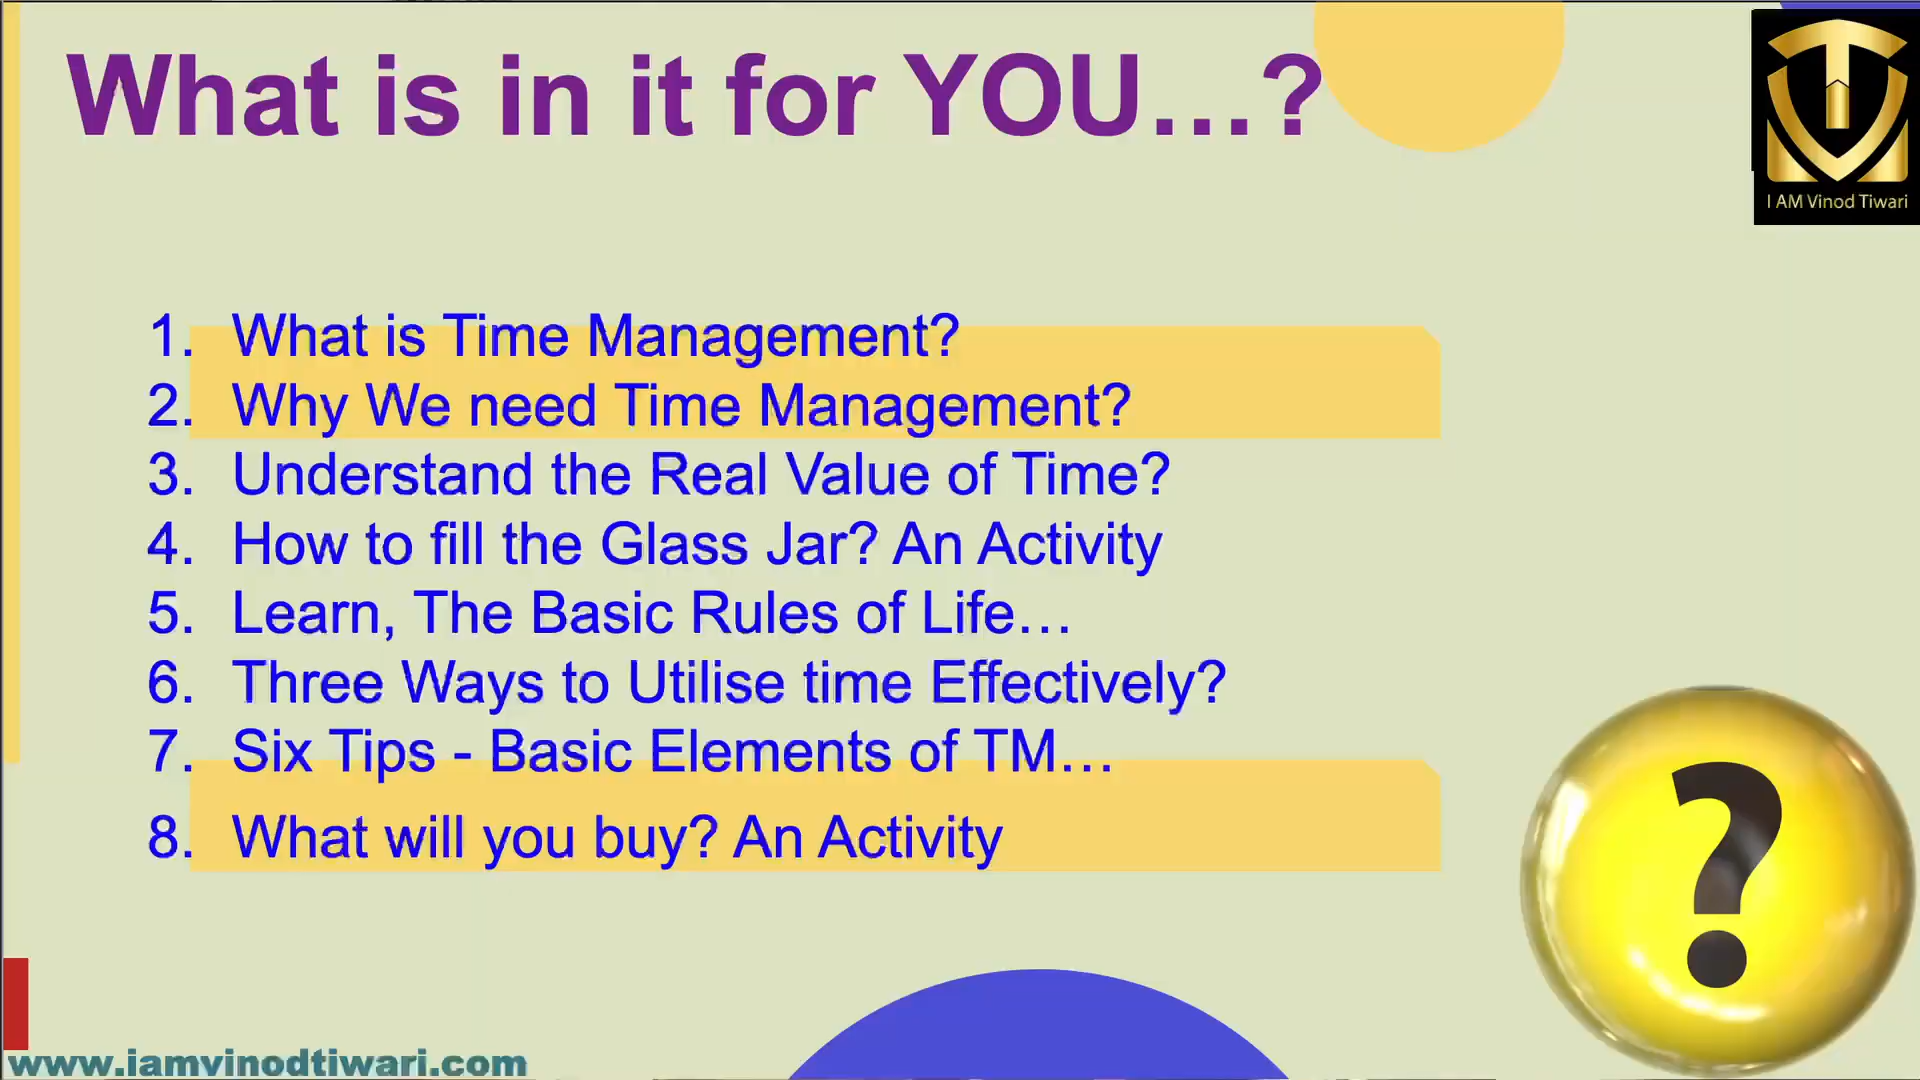 What is in it for YOU...?
I AM Vinod Tiwari
1. What is Time Management?
2. Why We need Time Management?
3. Understand the Real Value of Time?
4. How to fill the Glass Jar? An Activity
5. Learn, The Basic Rules of Life...
6. Three Ways to Utilise time Effectively?
7. Six Tips - Basic Elements of TM...
8. What will you buy? An Activity
?
www.iamvinodtiwari.com